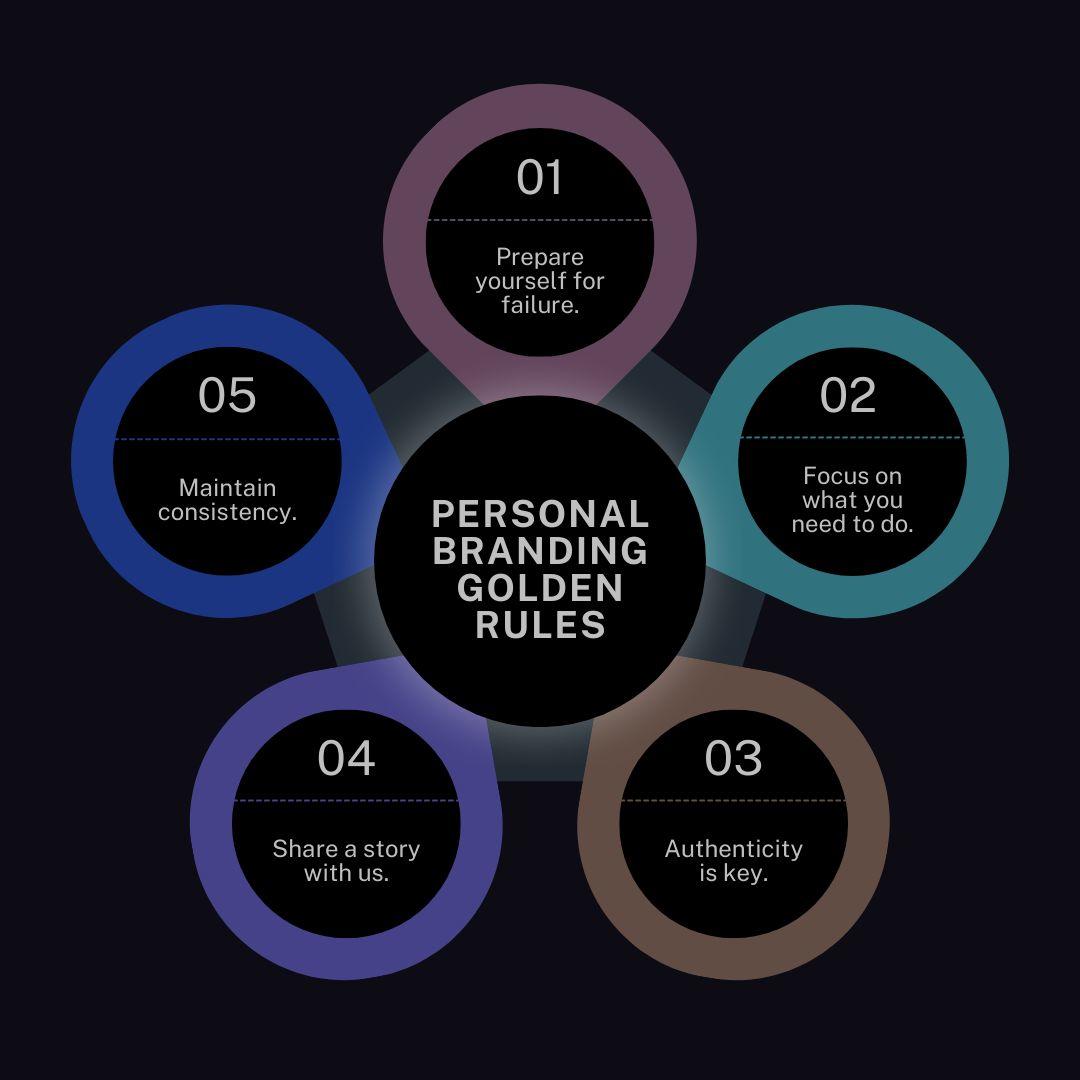 PERSONAL
BRANDING
GOLDEN
RULES
01
Prepare
yourself for
failure.
02
Focus on
what you
need to do.
03
Authenticity
is key.
04
Share a story
with us.
05
Maintain
consistency.